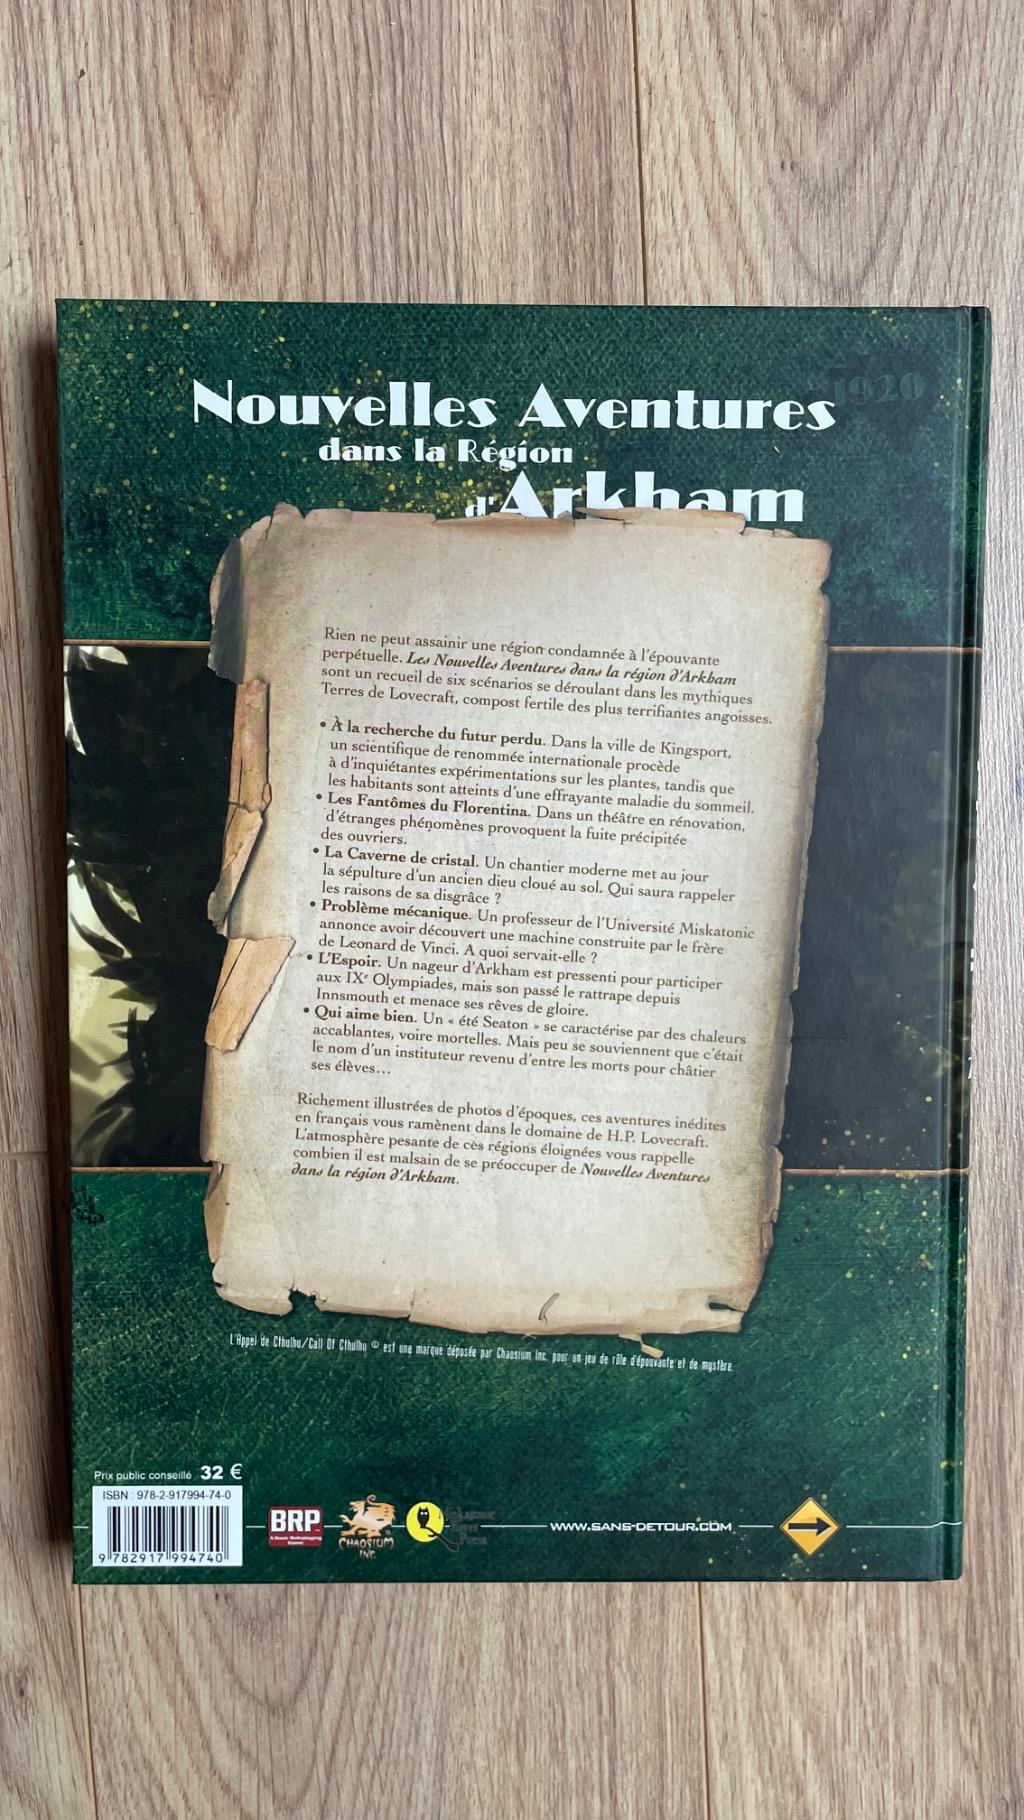 1920
Nouvelles Aventures
dans la Région
d'Arkham
Rien ne peut assainir une région condamnée à l'épouvante
perpétuelle. Les Nouvelles Aventures dans la région d'Arkham
sont un recueil de six scénarios se déroulant dans les mythiques
Terres de Lovecraft, compost fertile des plus terrifiantes angoisses.
• À la recherche du futur perdu. Dans la ville de Kingsport,
un scientifique de renommée internationale procède
à d'inquiétantes expérimentations sur les plantes, tandis que
les habitants sont atteints d'une effrayante maladie du sommeil.
• Les Fantômes du Florentina. Dans un théâtre en rénovation,
d'étranges phénomènes provoquent la fuite précipitée
des ouvriers.
• La Caverne de cristal. Un chantier moderne met au jour
la sépulture d'un ancien dieu cloué au sol. Qui saura rappeler
les raisons de sa disgrâce ?
• Problème mécanique. Un professeur de l'Université Miskatonic
annonce avoir découvert une machine construite par le frère
de Leonard de Vinci. A quoi servait-elle ?
• L'Espoir. Un nageur d'Arkham est pressenti pour participer
aux IXe Olympiades, mais son passé le rattrape depuis
Innsmouth et menace ses rêves de gloire.
• Qui aime bien. Un « été Seaton » se caractérise par des chaleurs
accablantes, voire mortelles. Mais peu se souviennent que c'était
le nom d'un instituteur revenu d'entre les morts pour châtier
ses élèves...
Richement illustrées de photos d'époques, ces aventures inédites
en français vous ramènent dans le domaine de H.P. Lovecraft.
L'atmosphère pesante de cès régions éloignées vous rappelle
combien il est malsain de se préoccuper de Nouvelles Aventures
dans la région d'Arkham.
L'Appel de Cthulhu/Call Of Cthulhu © est une marque déposée par Chaosium Inc. pour un jeu de rôle d'épouvante et de mystère.
Prix public conseillé 32 €
ISBN : 978-2-917994-74-0
9 782917 994740
BRP
CHAOSIUM
INC.
WWW.SANS-DETOUR.COM